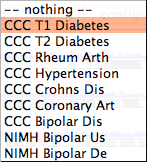 -- nothing --
CCC T1 Diabetes
CCC T2 Diabetes
CCC Rheum Arth
CCC Hypertension
CCC Crohns Dis
CCC Coronary Art
CCC Bipolar Dis
NIMH Bipolar Us
NIMH Bipolar De